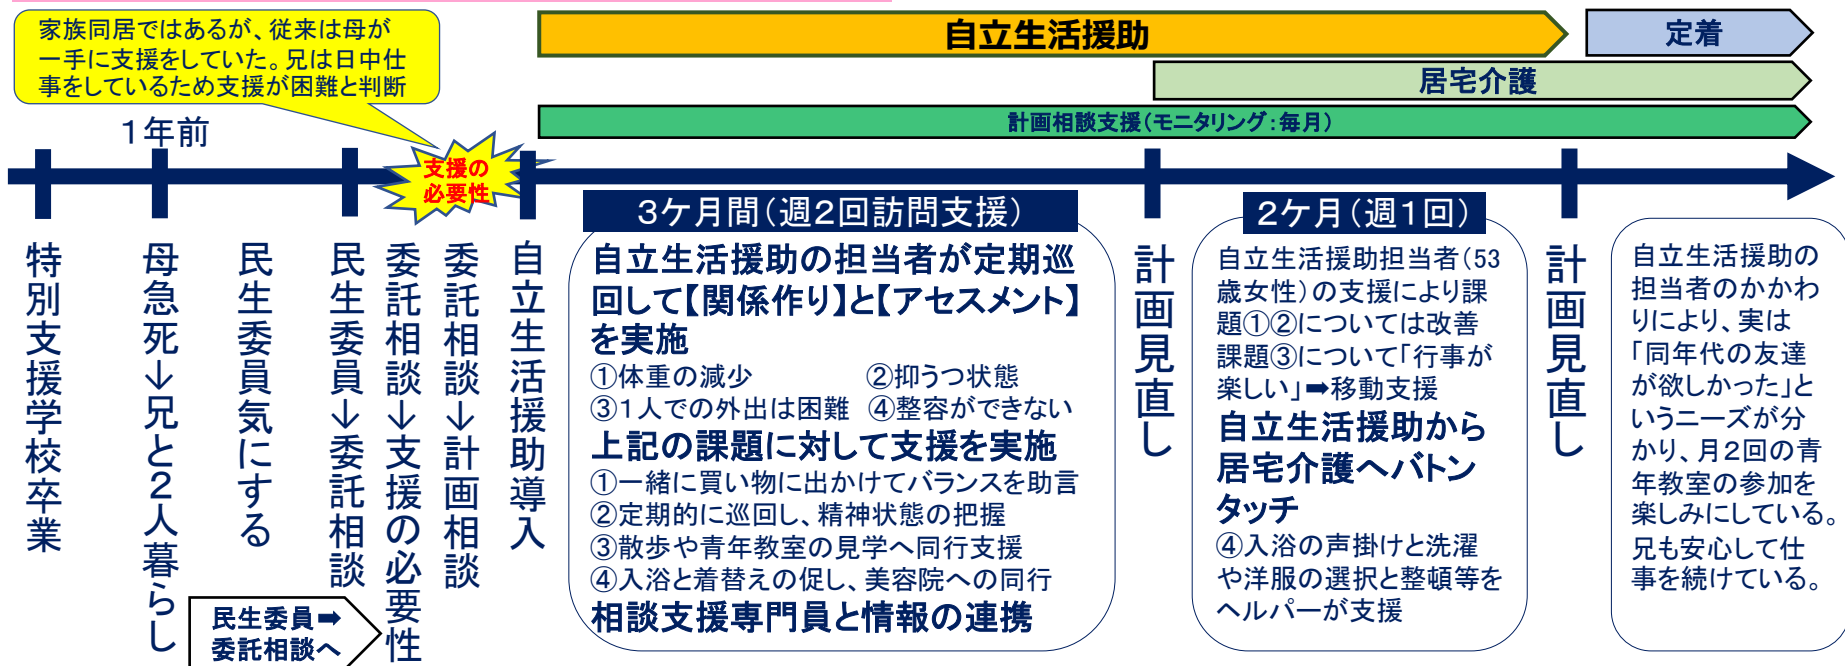 家族同居ではあるが、従来は母が
一手に支援をしていた。兄は日中仕
事をしているため支援が困難と判断
自立生活援助
定着
居宅介護
計画相談支援（モニタリング：毎月）
1年前
支援の
必要性
特別支援学校卒業
母急死↓兄と２人暮らし
民生委員気にする
民生委員↓委託相談
委託相談↓支援の必要性
委託相談↓計画相談
自立生活援助導入
民生委員➡
委託相談へ
３ケ月間（週２回訪問支援）
自立生活援助の担当者が定期巡
回して【関係作り】と【アセスメント】
を実施
①体重の減少　②抑うつ状態
③１人での外出は困難　④整容ができない
上記の課題に対して支援を実施
①一緒に買い物に出かけてバランスを助言
②定期的に巡回し、精神状態の把握
③散歩や青年教室の見学へ同行支援
④入浴と着替えの促し、美容院への同行
相談支援専門員と情報の連携
計画見直し
２ケ月（週１回）
自立生活援助担当者（53
歳女性）の支援により課
題①②については改善
課題③について「行事が
楽しい」➡移動支援
自立生活援助から
居宅介護へバトン
タッチ
④入浴の声掛けと洗濯
や洋服の選択と整頓等を
ヘルパーが支援
計画見直し
自立生活援助の
担当者のかかわ
りにより、実は
「同年代の友達
が欲しかった」と
いうニーズが分
かり、月２回の青
年教室の参加を
楽しみにしている。
兄も安心して仕
事を続けている。